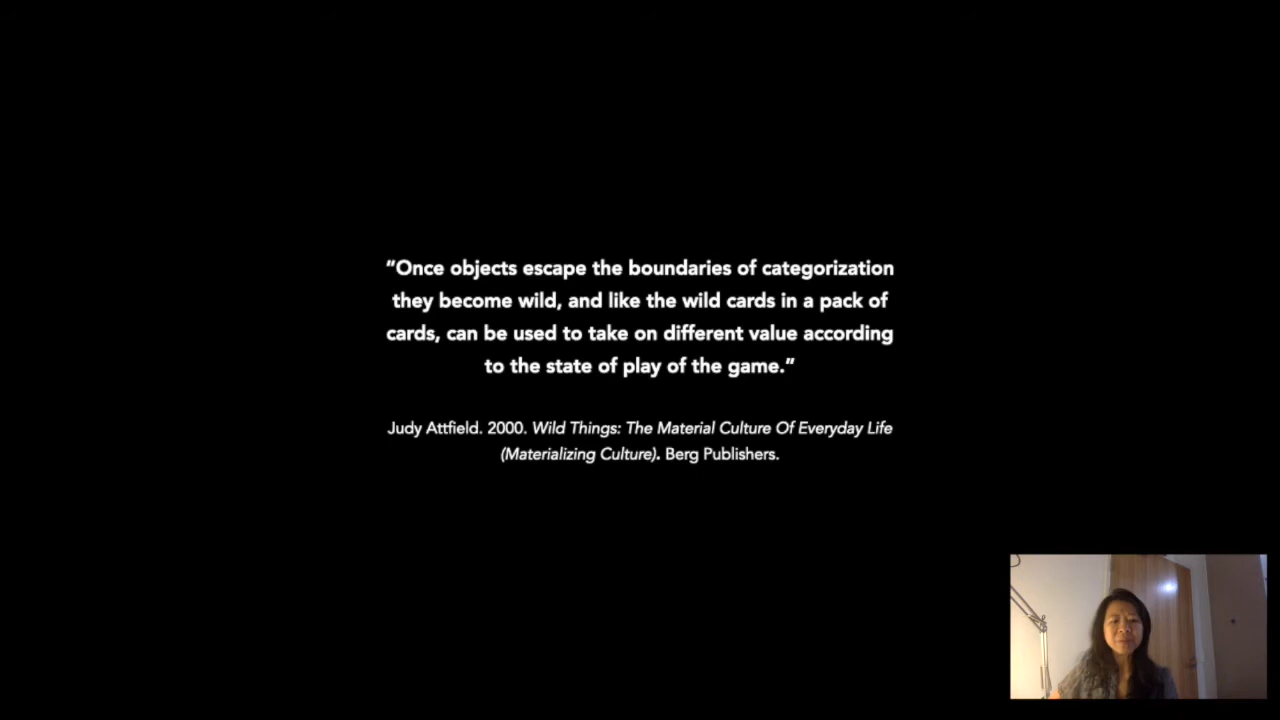 “Once objects escape the boundaries of categorization
they become wild, and like the wild cards in a pack of
cards, can be used to take on different value according
to the state of play of the game.”
Judy Attfield. 2000. Wild Things: The Material Culture Of Everyday Life
(Materializing Culture). Berg Publishers.